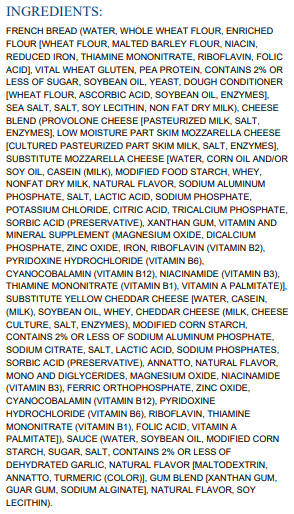 INGREDIENTS:
FRENCH BREAD (WATER, WHOLE WHEAT FLOUR, ENRICHED
FLOUR [WHEAT FLOUR, MALTED BARLEY FLOUR, NIACIN,
REDUCED IRON, THIAMINE MONONITRATE, RIBOFLAVIN, FOLIC
ACID], VITAL WHEAT GLUTEN, PEA PROTEIN, CONTAINS 2% OR
LESS OF SUGAR, SOYBEAN OIL, YEAST, DOUGH CONDITIONER
[WHEAT FLOUR, ASCORBIC ACID, SOYBEAN OIL, ENZYMES],
SEA SALT, SALT, SOY LECITHIN, NON FAT DRY MILK), CHEESE
BLEND (PROVOLONE CHEESE [PASTEURIZED MILK, SALT,
ENZYMES], LOW MOISTURE PART SKIM MOZZARELLA CHEESE
[CULTURED PASTEURIZED PART SKIM MILK, SALT, ENZYMES],
SUBSTITUTE MOZZARELLA CHEESE [WATER, CORN OIL AND/OR
SOY OIL, CASEIN (MILK), MODIFIED FOOD STARCH, WHEY,
NONFAT DRY MILK, NATURAL FLAVOR, SODIUM ALUMINUM
PHOSPHATE, SALT, LACTIC ACID, SODIUM PHOSPHATE,
POTASSIUM CHLORIDE, CITRIC ACID, TRICALCIUM PHOSPHATE,
SORBIC ACID (PRESERVATIVE), XANTHAN GUM, VITAMIN AND
MINERAL SUPPLEMENT (MAGNESIUM OXIDE, DICALCIUM
PHOSPHATE, ZINC OXIDE, IRON, RIBOFLAVIN (VITAMIN B2),
PYRIDOXINE HYDROCHLORIDE (VITAMIN B6),
CYANOCOBALAMIN (VITAMIN B12), NIACINAMIDE (VITAMIN B3),
THIAMINE MONONITRATE (VITAMIN B1), VITAMIN A PALMITATE)],
SUBSTITUTE YELLOW CHEDDAR CHEESE [WATER, CASEIN,
(MILK), SOYBEAN OIL, WHEY, CHEDDAR CHEESE (MILK, CHEESE
CULTURE, SALT, ENZYMES), MODIFIED CORN STARCH,
CONTAINS 2% OR LESS OF SODIUM ALUMINUM PHOSPHATE,
SODIUM CITRATE, SALT, LACTIC ACID, SODIUM PHOSPHATES,
SORBIC ACID (PRESERVATIVE), ANNATTO, NATURAL FLAVOR,
MONO AND DIGLYCERIDES, MAGNESIUM OXIDE, NIACINAMIDE
(VITAMIN B3), FERRIC ORTHOPHOSPHATE, ZINC OXIDE,
CYANOCOBALAMIN (VITAMIN B12), PYRIDOXINE
HYDROCHLORIDE (VITAMIN B6), RIBOFLAVIN, THIAMINE
MONONITRATE (VITAMIN B1), FOLIC ACID, VITAMIN A
PALMITATE]), SAUCE (WATER, SOYBEAN OIL, MODIFIED CORN
STARCH, SUGAR, SALT, CONTAINS 2% OR LESS OF
DEHYDRATED GARLIC, NATURAL FLAVOR [MALTODEXTRIN,
ANNATTO, TURMERIC (COLOR)], GUM BLEND [XANTHAN GUM,
GUAR GUM, SODIUM ALGINATE], NATURAL FLAVOR, SOY
LECITHIN).